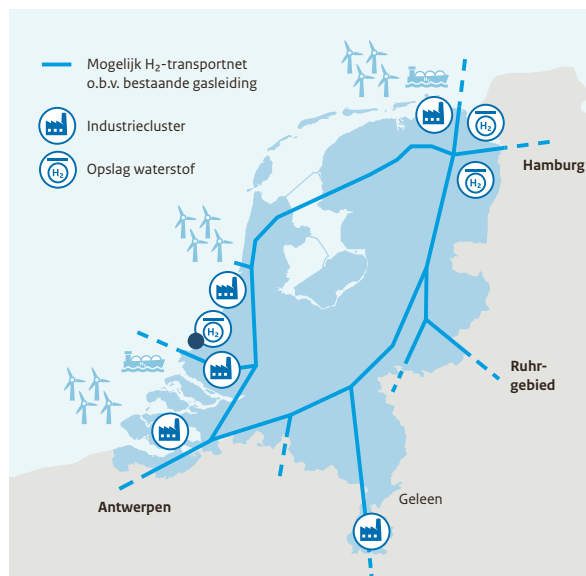 Mogelijk H₂-transportnet
o.b.v. bestaande gasleiding
Industriecluster
H₂
Opslag waterstof
H₂
H₂
Hamburg
H₂
Ruhr-
gebied
Geleen
Antwerpen